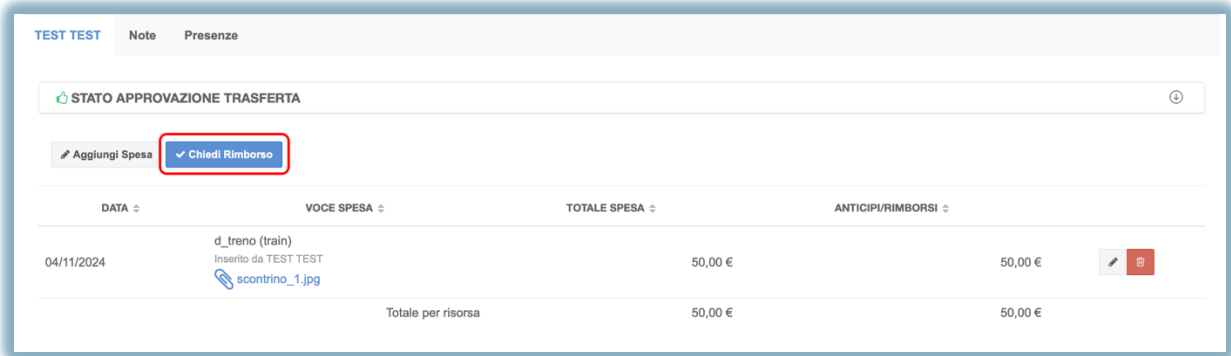 TEST TEST Note Presenze
STATO APPROVAZIONE TRASFERTA
Aggiungi Spesa Chiedi Rimborso
DATA VOCE SPESA TOTALE SPESA ANTICIPI/RIMBORSI
d_treno (train)
04/11/2024 Inserito da TEST TEST 50,00 € 50,00 €
scontrino_1.jpg
Totale per risorsa 50,00 € 50,00 €